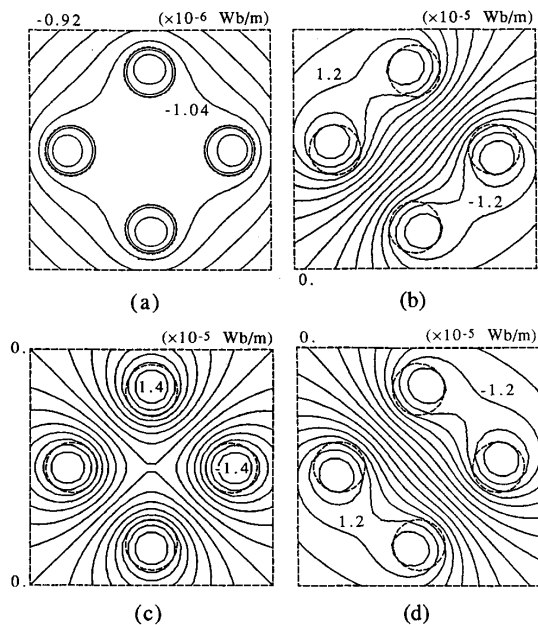 -0.92 (×10-6 Wb/m)
-1.04
(a)
(×10-5 Wb/m)
1.2
-1.2
0.
(b)
(×10-5 Wb/m)
0.
1.4
-1.4
0.
(c)
0. (×10-5 Wb/m)
-1.2
1.2
(d)